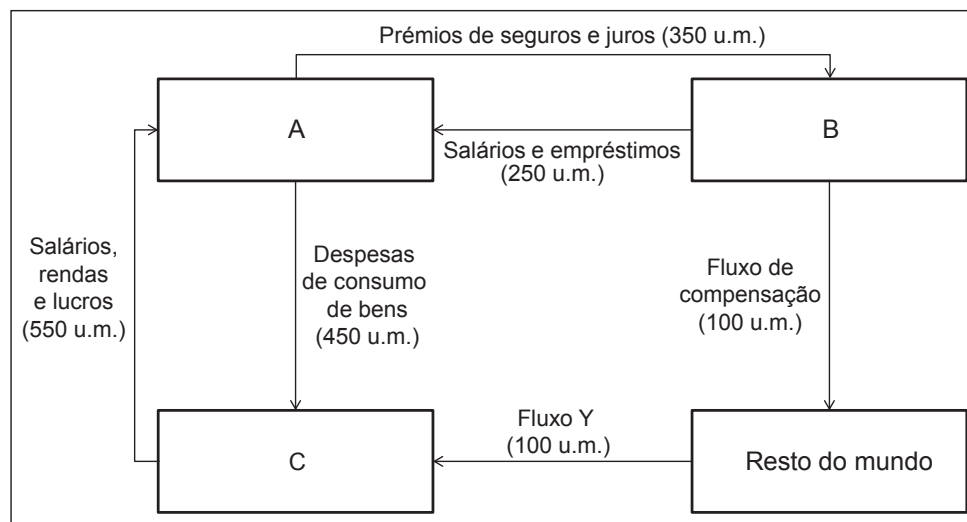 Prémios de seguros e juros (350 u.m.)
A
B
Salários e empréstimos
(250 u.m.)
Salários,
rendas
e lucros
(550 u.m.)
Despesas
de consumo
de bens
(450 u.m.)
Fluxo de
compensação
(100 u.m.)
C
Fluxo Y
(100 u.m.)
Resto do mundo